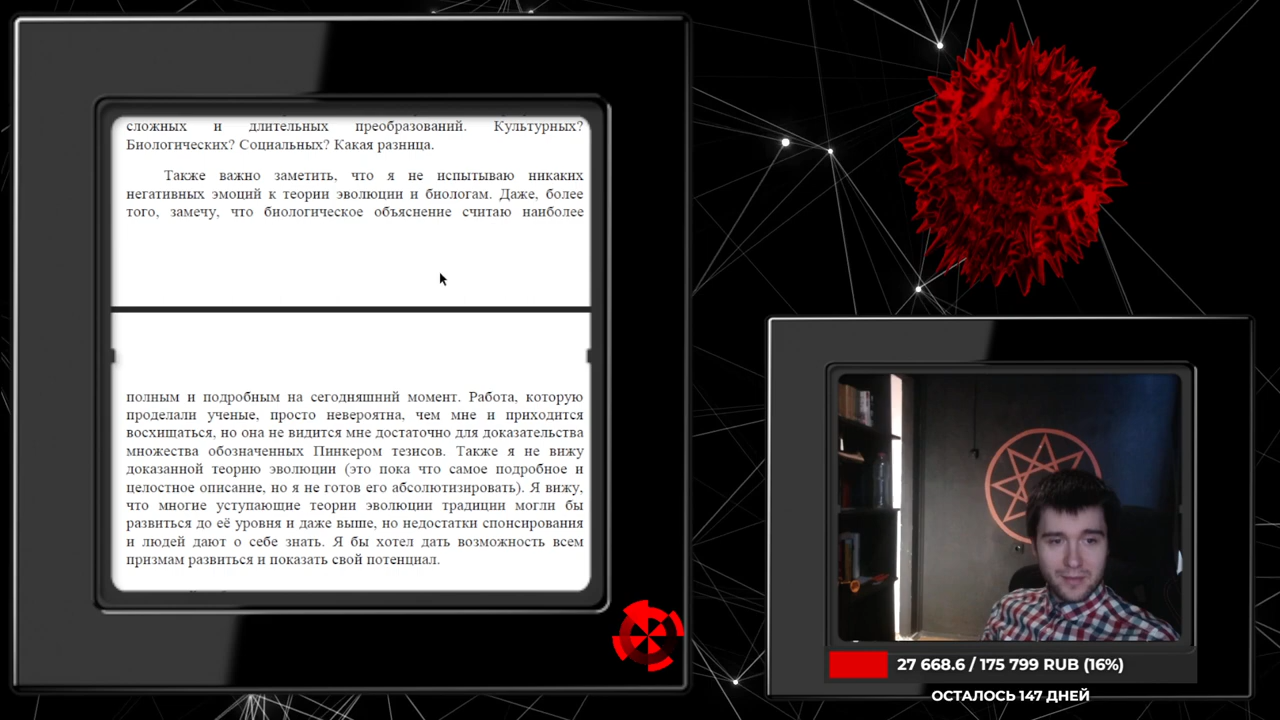 сложных и длительных преобразований. Культурных?
Биологических? Социальных? Какая разница.
Также важно заметить, что я не испытываю никаких
негативных эмоций к теории эволюции и биологам. Даже, более
того, замечу, что биологическое объяснение считаю наиболее
полным и подробным на сегодняшний момент. Работа, которую
проделали ученые, просто невероятна, чем мне и приходится
восхищаться, но она не видится мне достаточно для доказательства
множества обозначенных Пинкером тезисов. Также я не вижу
доказанной теорию эволюции (это пока что самое подробное и
целостное описание, но я не готов его абсолютизировать). Я вижу,
что многие уступающие теории эволюции традиции могли бы
развиться до её уровня и даже выше, но недостатки спонсирования
и людей дают о себе знать. Я бы хотел дать возможность всем
призмам развиться и показать свой потенциал.
27 668.6 / 175 799 RUB (16%)
ОСТАЛОСЬ 147 ДНЕЙ